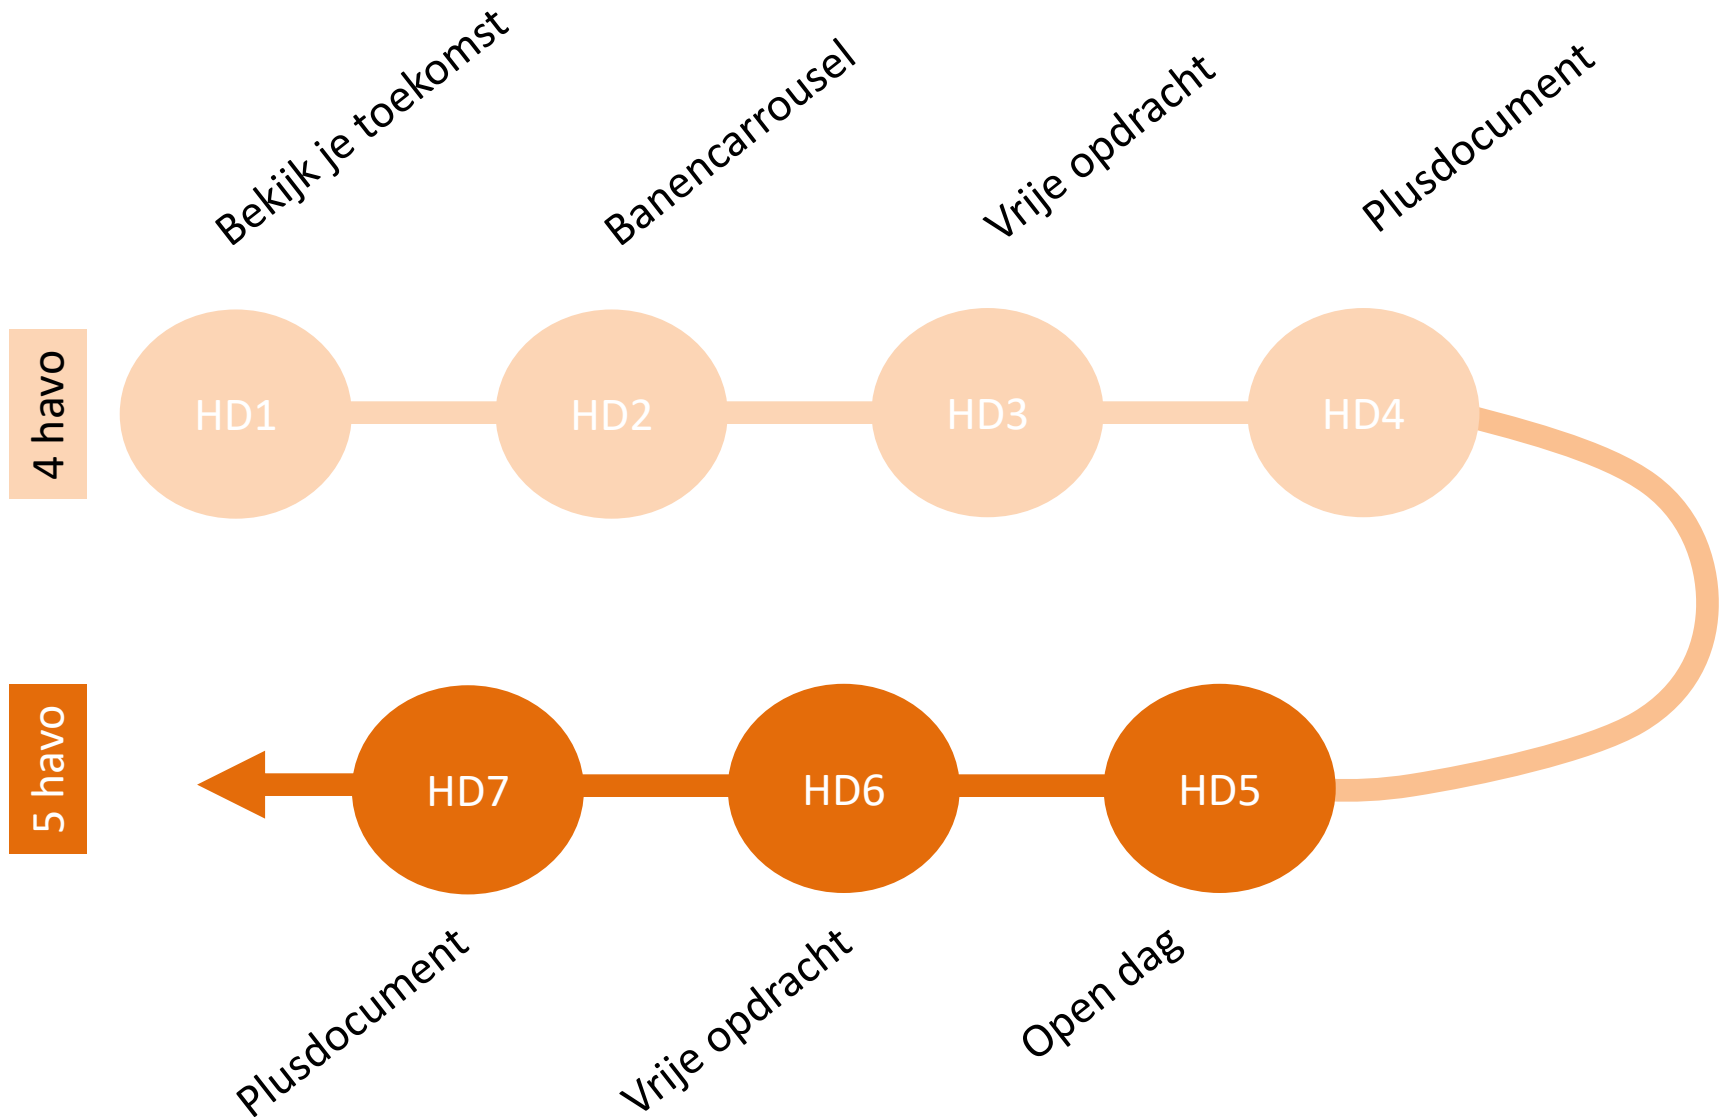 Bekijk je toekomst
Banencarrousel
Vrije opdracht
Plusdocument
4 havo
HD1
HD2
HD3
HD4
5 havo
HD7
HD6
HD5
Plusdocument
Vrije opdracht
Open dag